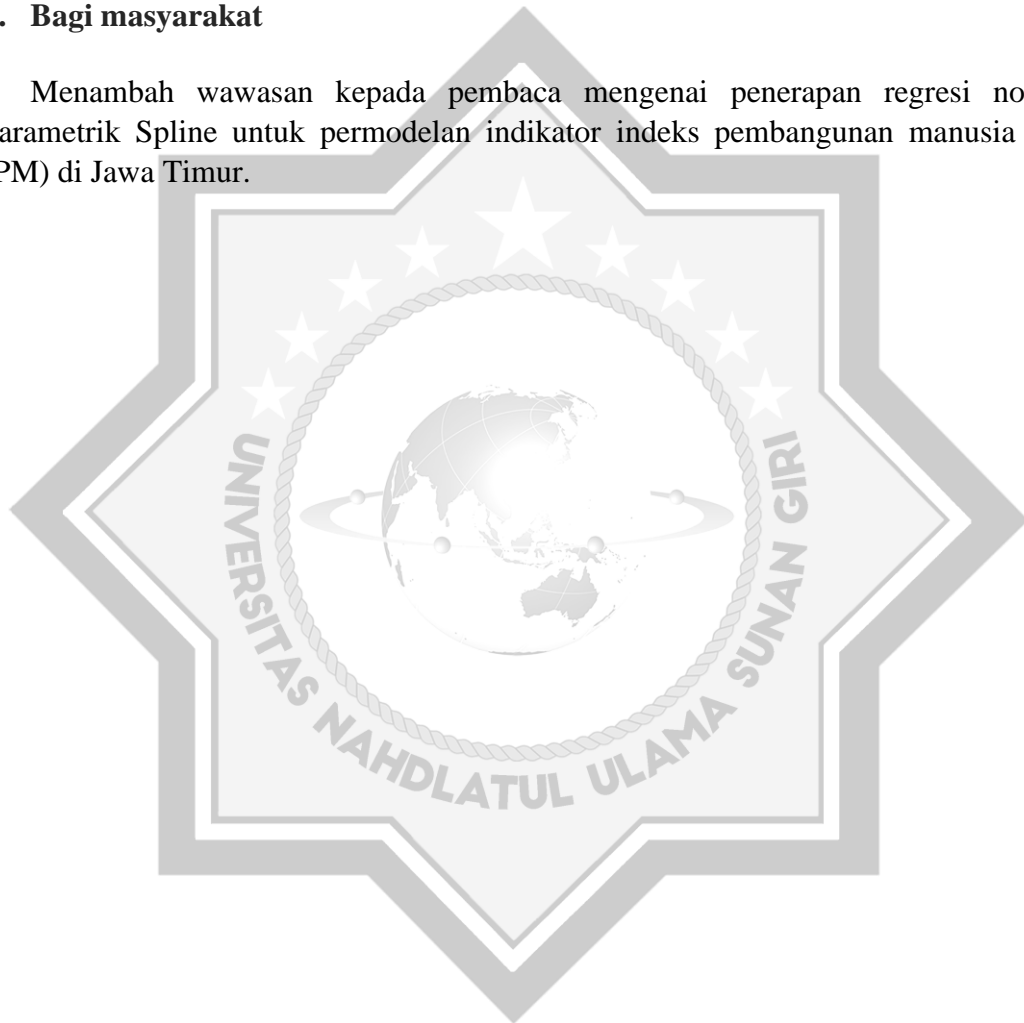 . Bagi masyarakat
Menambah wawasan kepada pembaca mengenai penerapan regresi no
arametrik Spline untuk permodelan indikator indeks pembangunan manusia
PM) di Jawa Timur.
UNIVERSITAS NAHDLATUL ULAMA SUNAN GIRI